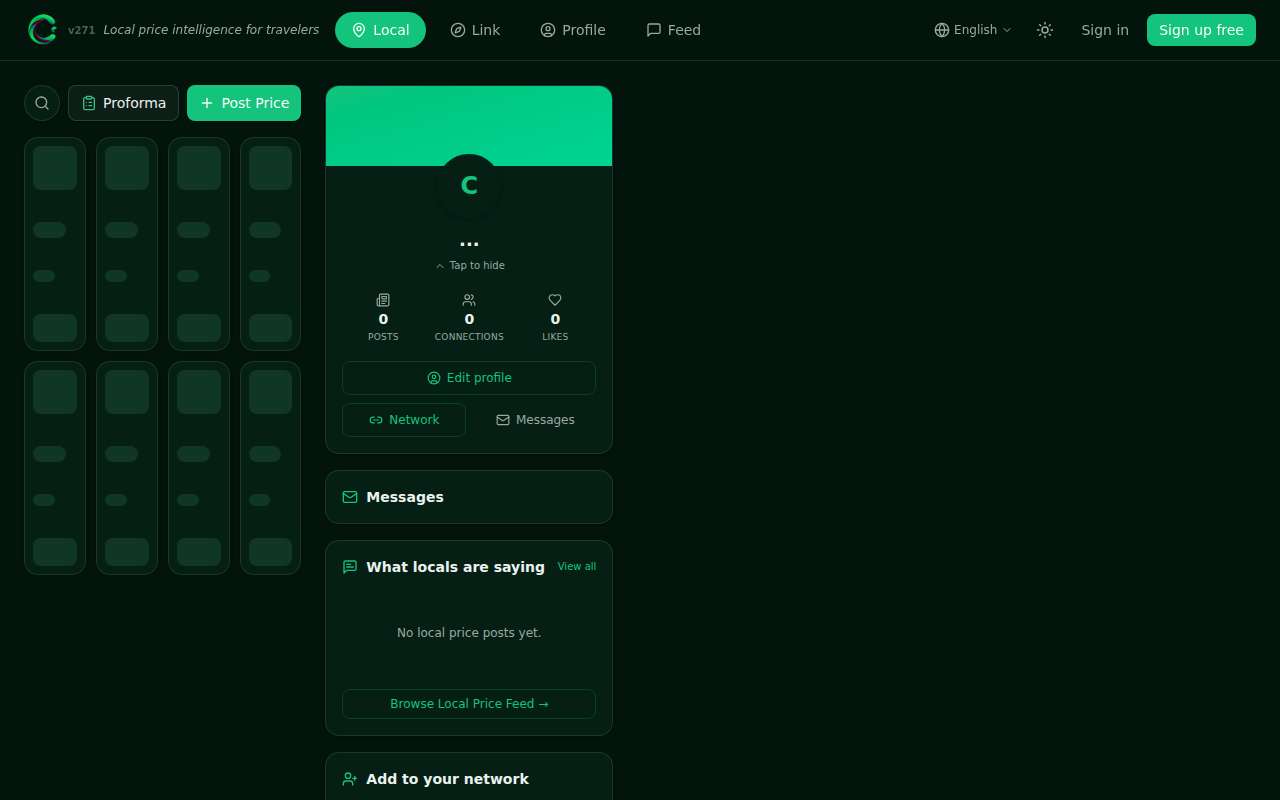 v271 Local price intelligence for travelers Local Link Profile Feed English Sign in Sign up free
Proforma + Post Price
C
...
Tap to hide
0 0 0
POSTS CONNECTIONS LIKES
Edit profile
Network Messages
Messages
What locals are saying View all
No local price posts yet.
Browse Local Price Feed →
Add to your network